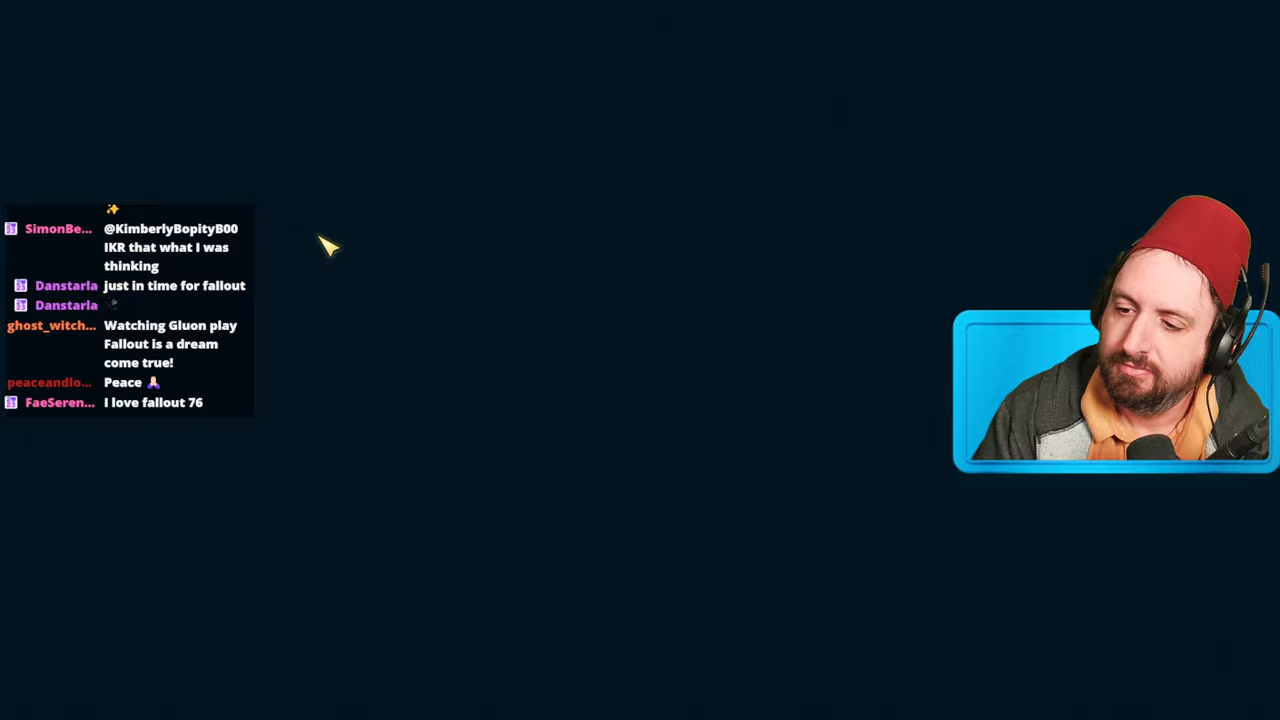 SimonBe... @KimberlyBopityB00
IKR that what I was
thinking
Danstarla just in time for fallout
Danstarla
ghost_witch... Watching Gluon play
Fallout is a dream
come true!
peaceandlo... Peace 🙏🏻
FaeSeren... I love fallout 76